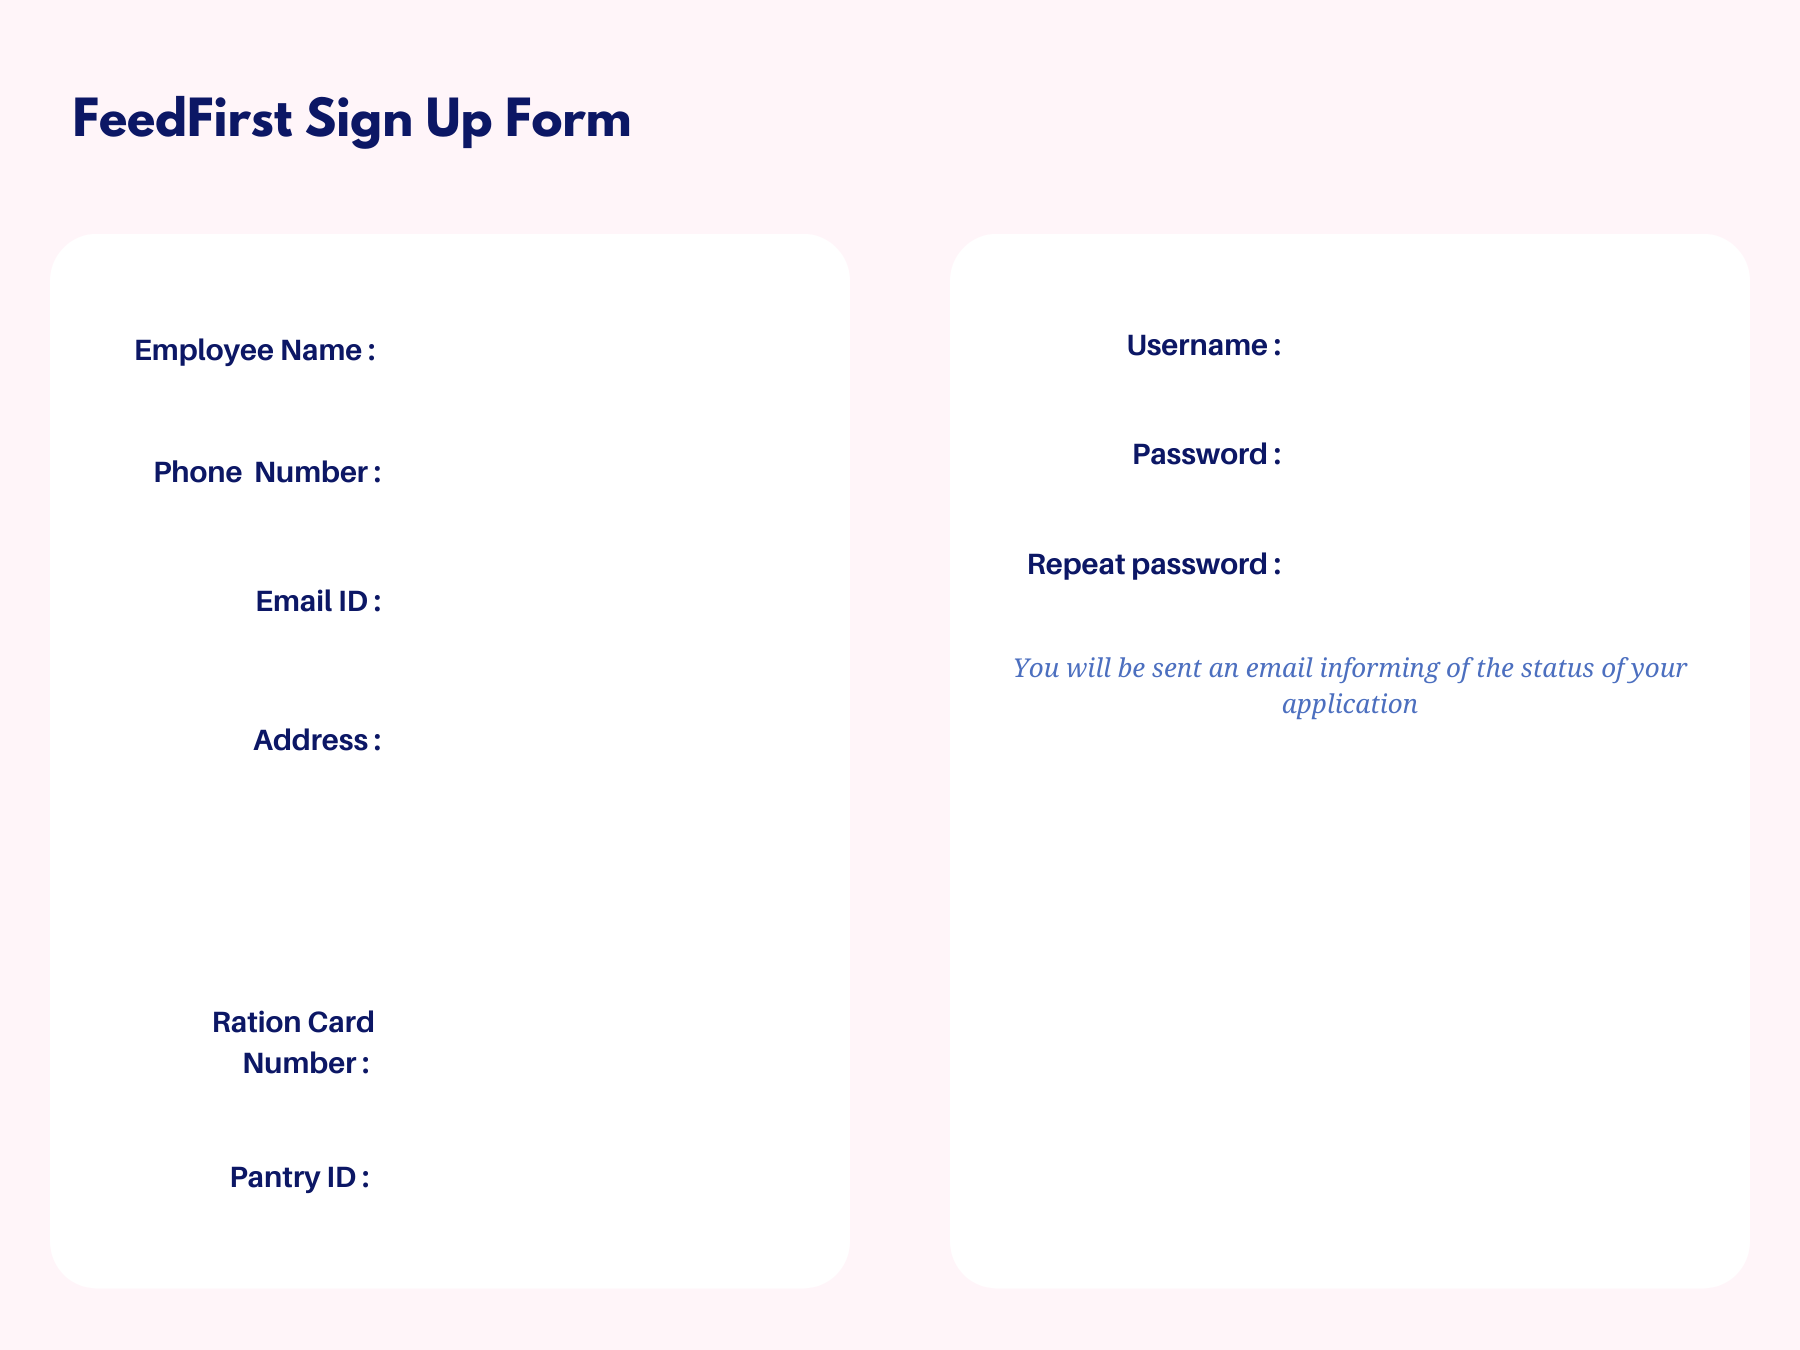 FeedFirst Sign Up Form
Employee Name :
Phone  Number :
Email ID :
Address :
Ration Card
Number :
Pantry ID :
Username :
Password :
Repeat password :
You will be sent an email informing of the status of your
application